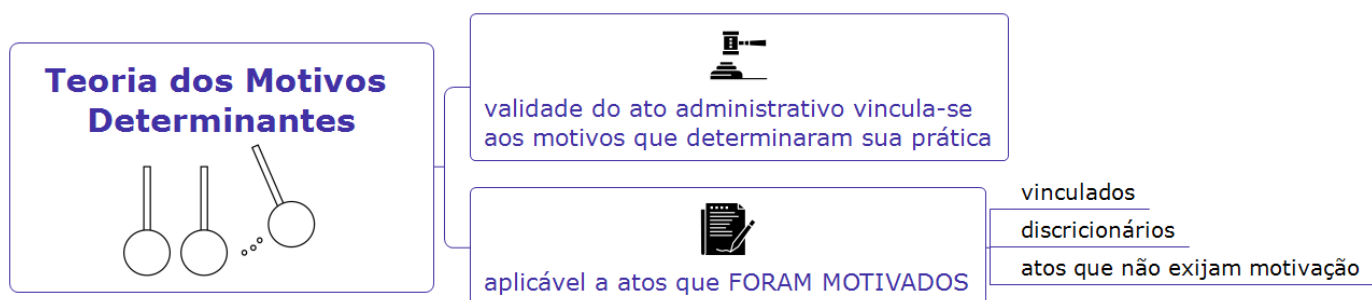 Teoria dos Motivos
Determinantes
validade do ato administrativo vincula-se
aos motivos que determinaram sua prática
aplicável a atos que FORAM MOTIVADOS
vinculados
discricionários
atos que não exijam motivação